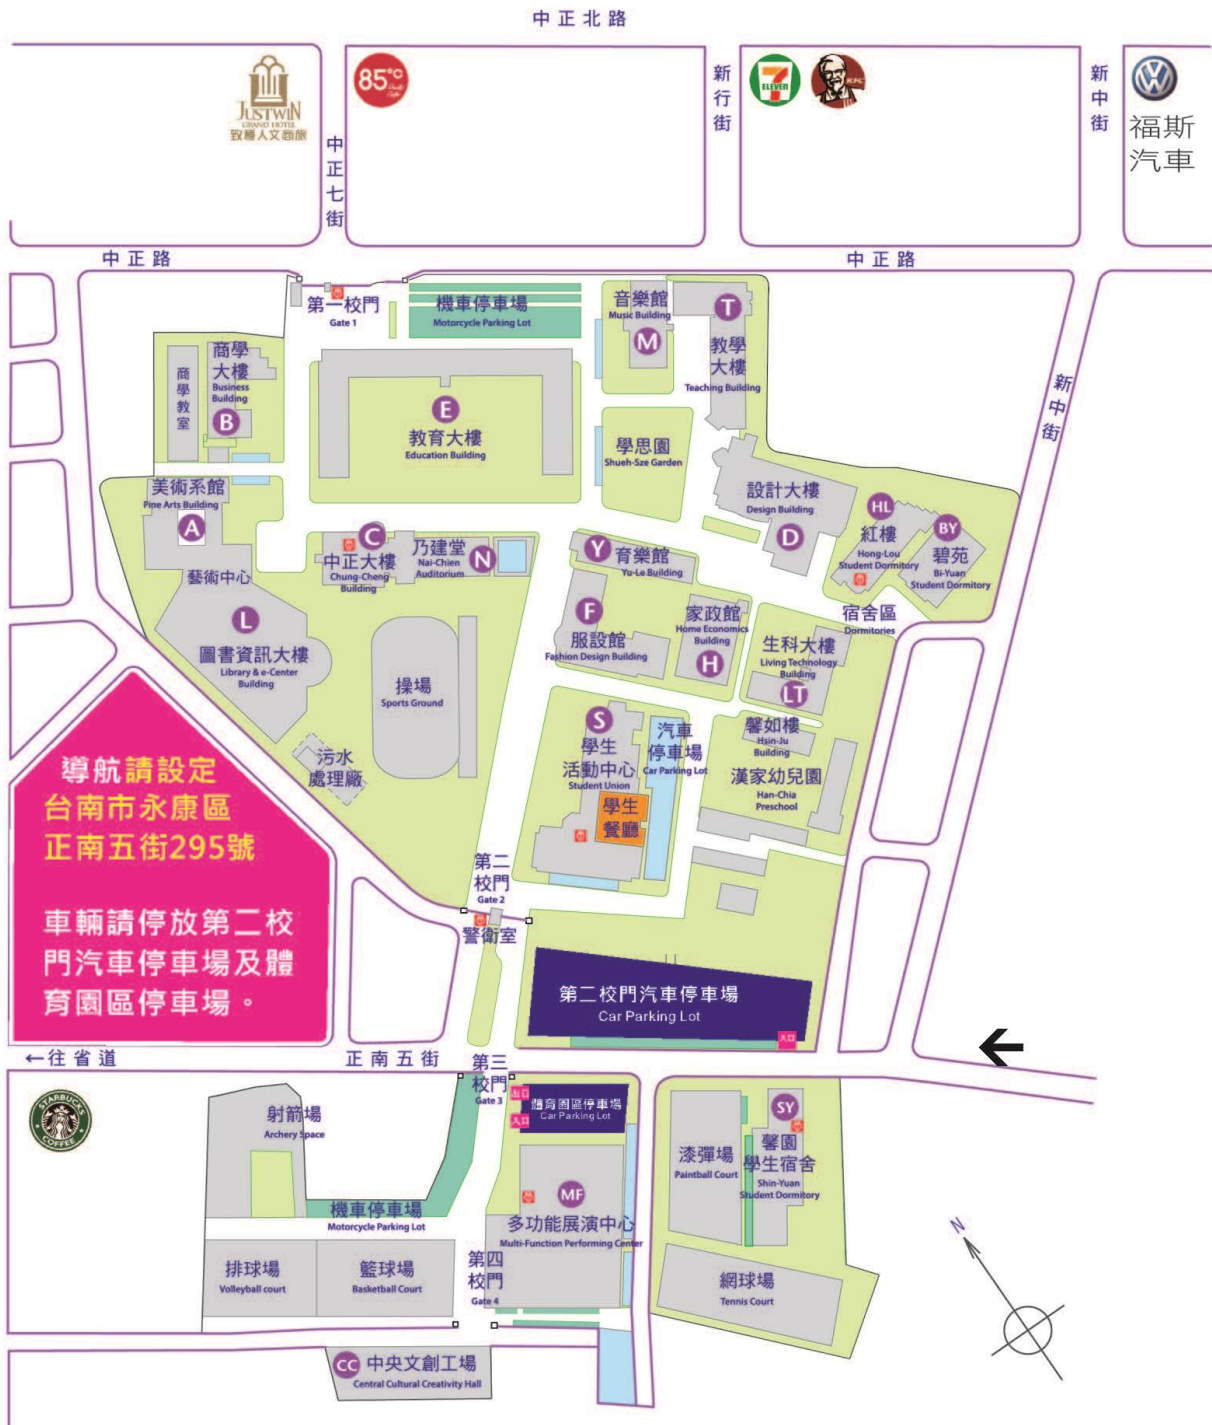 中正北路
JUSTWIN
GRAND HOTEL
致穩人文商旅
85°C
新行街
7
ELEVEN
KFC
新中街
福斯
汽車
中正七街
中正路
中正路
第一校門
Gate 1
機車停車場
Motorcycle Parking Lot
音樂館
Music Building
M
T
教學
大樓
Teaching Building
新中街
商學教室
商學
大樓
Business
Building
B
E
教育大樓
Education Building
學思園
Shueh-Sze Garden
設計大樓
Design Building
D
HL
紅樓
Hong-Lou
Student Dormitory
BY
碧苑
Bi-Yuan
Student Dormitory
宿舍區
Dormitories
美術系館
Fine Arts Building
A
藝術中心
C
中正大樓
Chung-Cheng
Building
乃建堂
Nai-Chien
Auditorium
N
Y
育樂館
Yu-Le Building
F
服設館
Fashion Design Building
家政館
Home Economics
Building
H
生科大樓
Living Technology
Building
LT
L
圖書資訊大樓
Library & e-Center
Building
操場
Sports Ground
污水
處理廠
S
學生
活動中心
Student Union
學生
餐廳
汽車
停車場
Car Parking Lot
馨如樓
Hsin-Ju
Building
漢家幼兒園
Han-Chia
Preschool
導航請設定
台南市永康區
正南五街295號
車輛請停放第二校
門汽車停車場及體
育園區停車場。
第二
校門
Gate 2
警衛室
第二校門汽車停車場
Car Parking Lot
入口
←往省道
正南五街
第三
校門
Gate 3
出口
入口
體育園區停車場
Car Parking Lot
STARBUCKS
COFFEE
射箭場
Archery Space
機車停車場
Motorcycle Parking Lot
MF
多功能展演中心
Multi-Function Performing Center
漆彈場
Paintball Court
SY
馨園
學生宿舍
Shin-Yuan
Student Dormitory
排球場
Volleyball court
籃球場
Basketball Court
第四
校門
Gate 4
網球場
Tennis Court
N
CC
中央文創工場
Central Cultural Creativity Hall